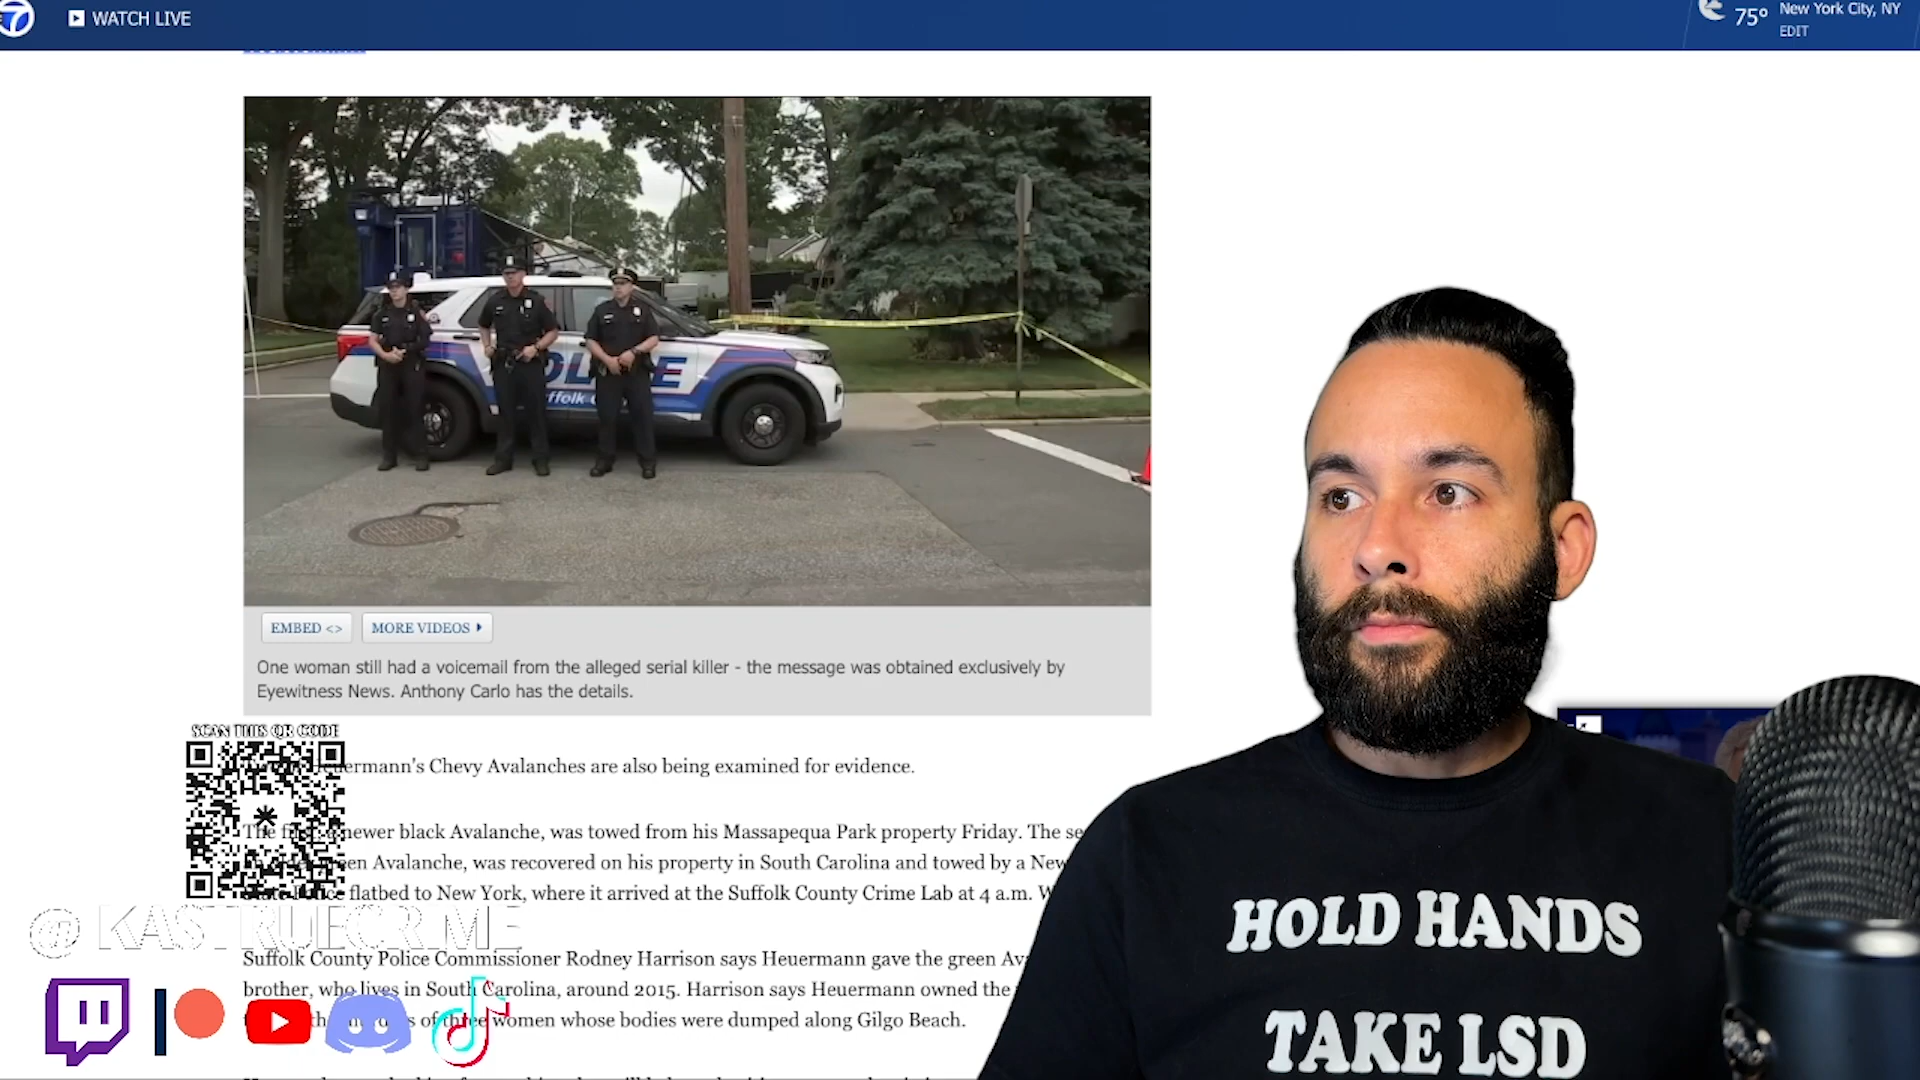 7
WATCH LIVE
75°
New York City, NY
EDIT
POLICE
EMBED <>
MORE VIDEOS
One woman still had a voicemail from the alleged serial killer - the message was obtained exclusively by
Eyewitness News. Anthony Carlo has the details.
SCAN THIS QR CODE
Heuermann's Chevy Avalanches are also being examined for evidence.
The newer black Avalanche, was towed from his Massapequa Park property Friday. The
Avalanche, was recovered on his property in South Carolina and towed by a New
flatbed to New York, where it arrived at the Suffolk County Crime Lab at 4 a.m.
@KASTRUECRIME
Suffolk County Police Commissioner Rodney Harrison says Heuermann gave the green
brother, who lives in South Carolina, around 2015. Harrison says Heuermann owned the
of three women whose bodies were dumped along Gilgo Beach.
HOLD HANDS
TAKE LSD